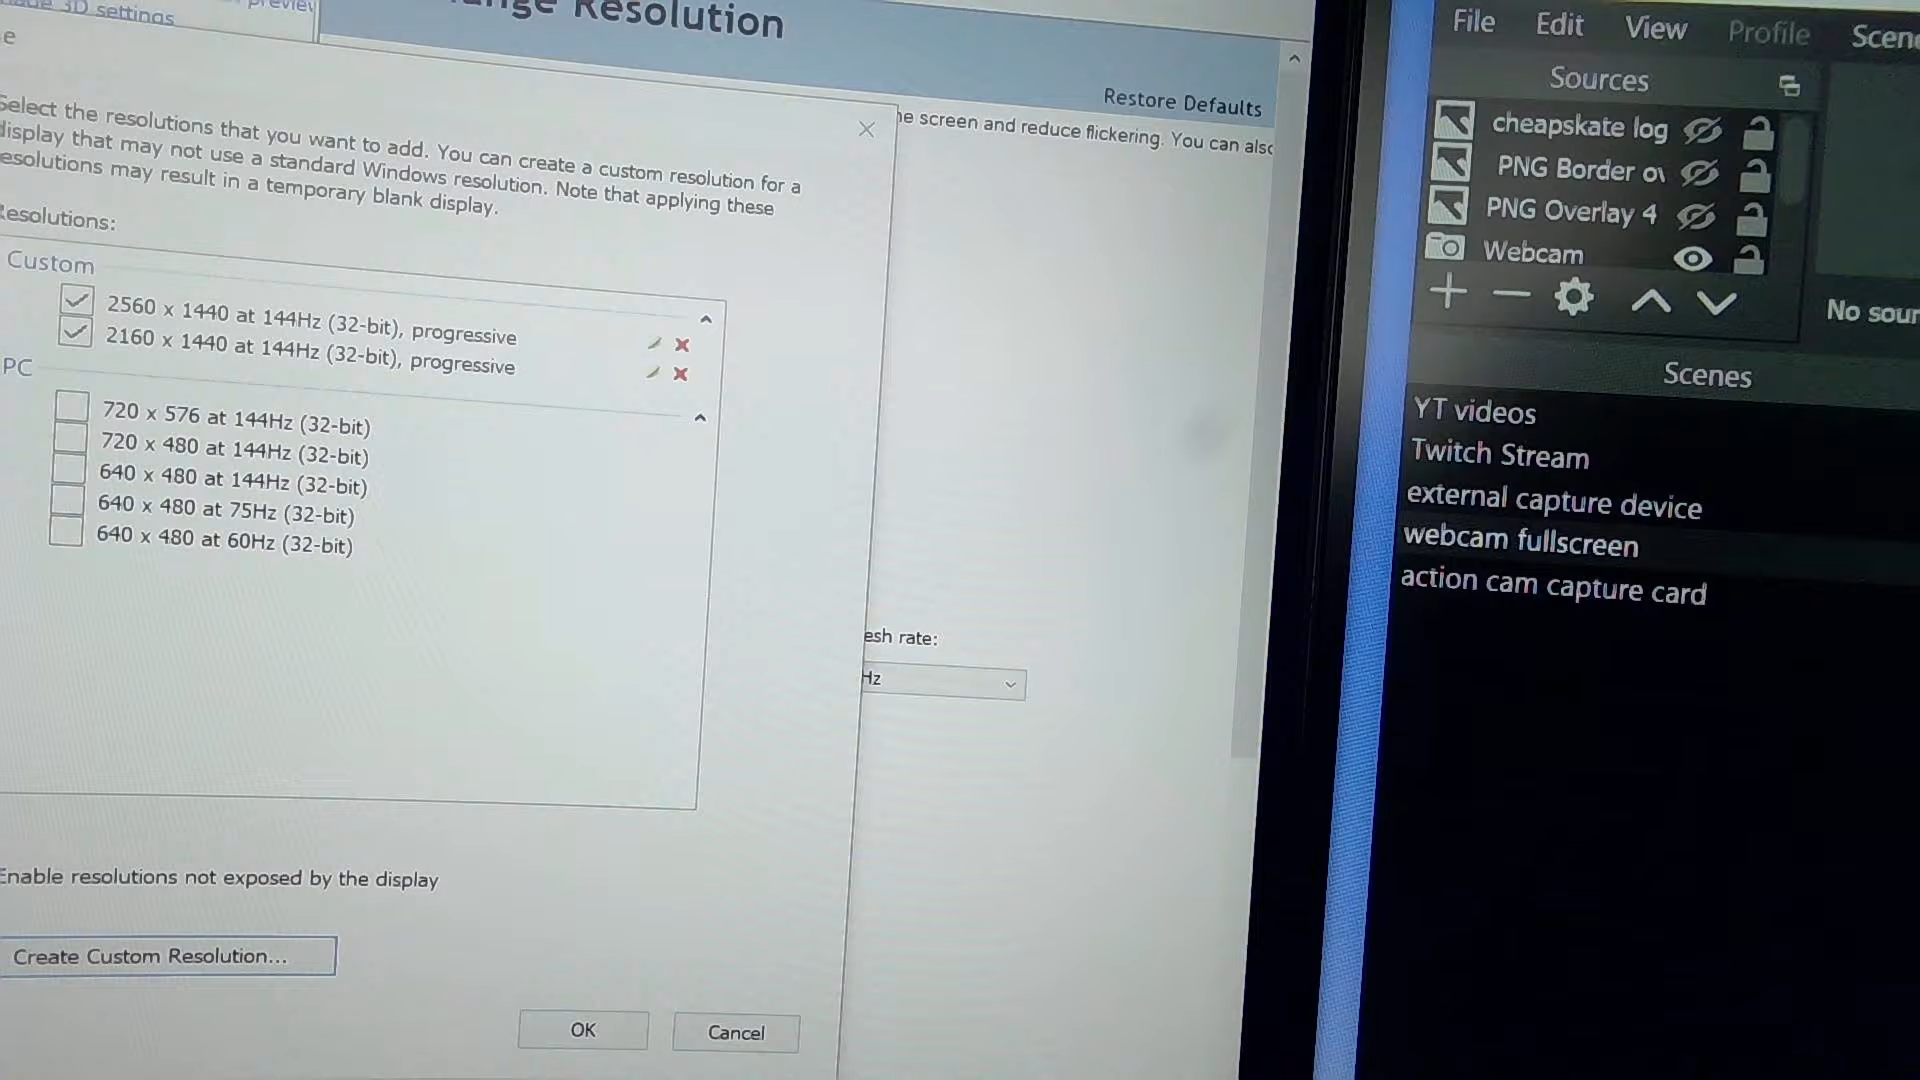 3D settings
Resolution
Restore Defaults
e screen and reduce flickering. You can also
Select the resolutions that you want to add. You can create a custom resolution for a
display that may not use a standard Windows resolution. Note that applying these
esolutions may result in a temporary blank display.
Resolutions:
Custom
2560 x 1440 at 144Hz (32-bit), progressive
2160 x 1440 at 144Hz (32-bit), progressive
PC
720 x 576 at 144Hz (32-bit)
720 x 480 at 144Hz (32-bit)
640 x 480 at 144Hz (32-bit)
640 x 480 at 75Hz (32-bit)
640 x 480 at 60Hz (32-bit)
esh rate:
Hz
Enable resolutions not exposed by the display
Create Custom Resolution...
OK
Cancel
File Edit View Profile Scene
Sources
cheapskate log
PNG Border ov
PNG Overlay 4
Webcam
No sour
Scenes
YT videos
Twitch Stream
external capture device
webcam fullscreen
action cam capture card